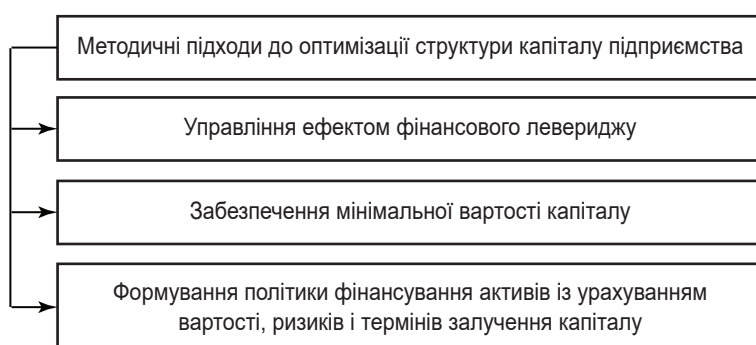 Методичні підходи до оптимізації структури капіталу підприємства
Управління ефектом фінансового левериджу
Забезпечення мінімальної вартості капіталу
Формування політики фінансування активів із урахуванням
вартості, ризиків і термінів залучення капіталу